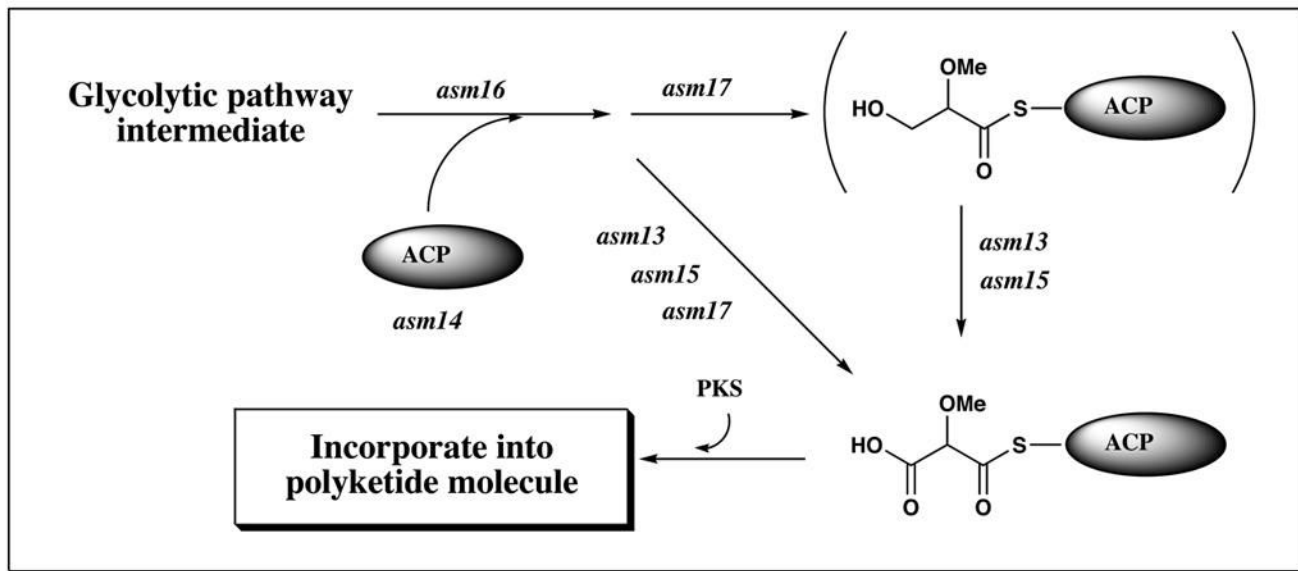 Glycolytic pathway
intermediate
asm16
asm17
OMe
HO
S
ACP
O
ACP
asm14
asm13
asm15
asm17
asm13
asm15
PKS
Incorporate into
polyketide molecule
OMe
HO
S
ACP
O
O